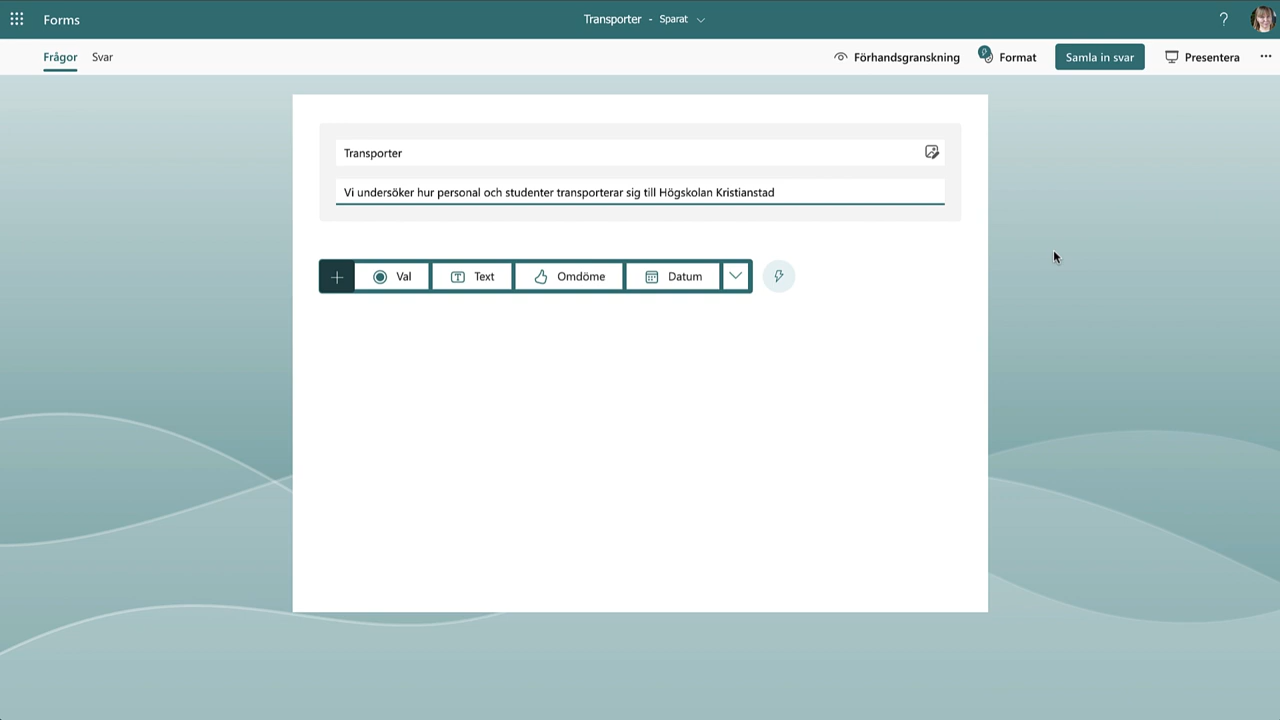 Forms
Transporter - Sparat
?
Frågor Svar
Förhandsgranskning Format Samla in svar Presentera ...
Transporter
Vi undersöker hur personal och studenter transporterar sig till Högskolan Kristianstad
+ Val Text Omdöme Datum